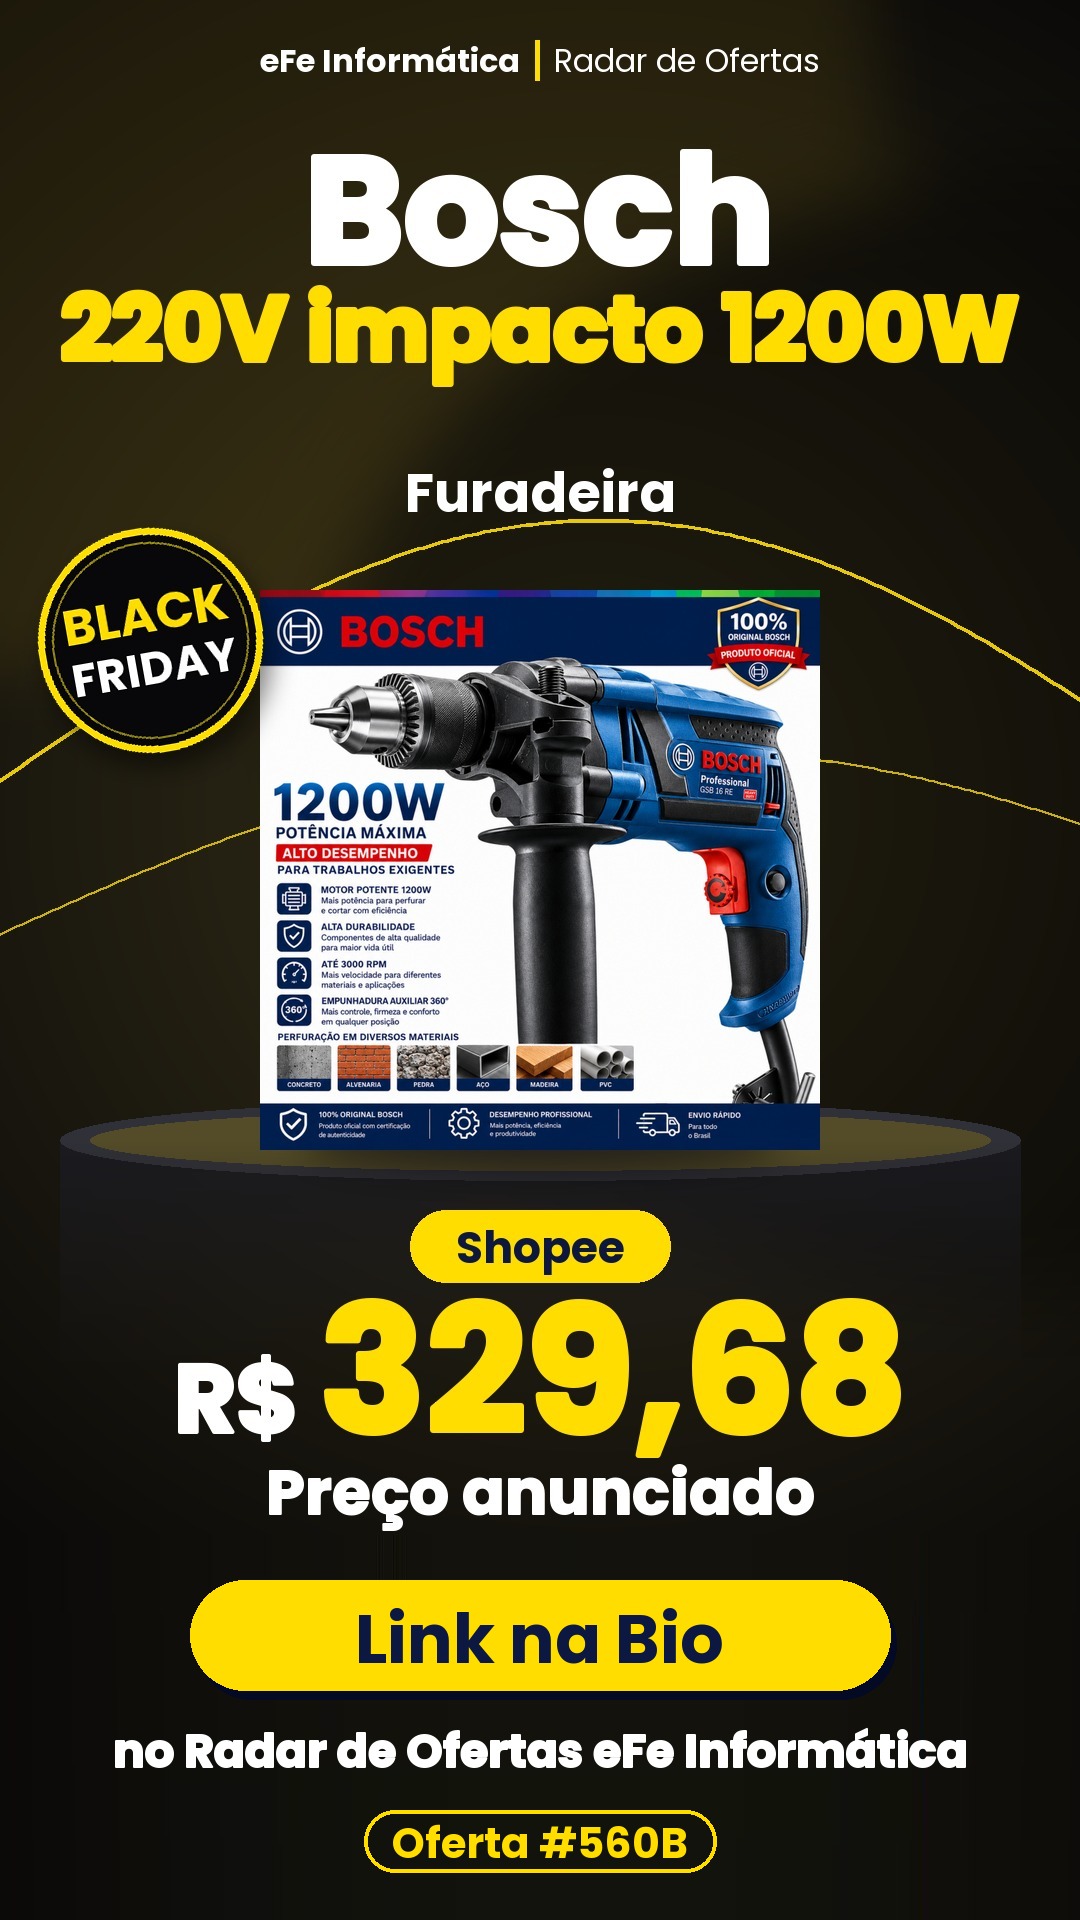 eFe Informática | Radar de Ofertas
Bosch
220V impacto 1200W
Furadeira
BLACK
FRIDAY
BOSCH
100%
ORIGINAL BOSCH
PRODUTO OFICIAL
BOSCH
Professional
GSB 16 RE
HEAVY
DUTY
1200W
POTÊNCIA MÁXIMA
ALTO DESEMPENHO
PARA TRABALHOS EXIGENTES
MOTOR POTENTE 1200W
Mais potência para perfurar
e cortar com eficiência
ALTA DURABILIDADE
Componentes de alta qualidade
para maior vida útil
ATÉ 3000 RPM
Mais velocidade para diferentes
materiais e aplicações
360°
EMPUNHADURA AUXILIAR 360°
Mais controle, firmeza e conforto
em qualquer posição
PERFURAÇÃO EM DIVERSOS MATERIAIS
CONCRETO ALVENARIA PEDRA AÇO MADEIRA PVC
100% ORIGINAL BOSCH
Produto oficial com certificação
de autenticidade
DESEMPENHO PROFISSIONAL
Mais potência, eficiência
e produtividade
ENVIO RÁPIDO
Para todo
o Brasil
Shopee
R$ 329,68
Preço anunciado
Link na Bio
no Radar de Ofertas eFe Informática
Oferta #560B